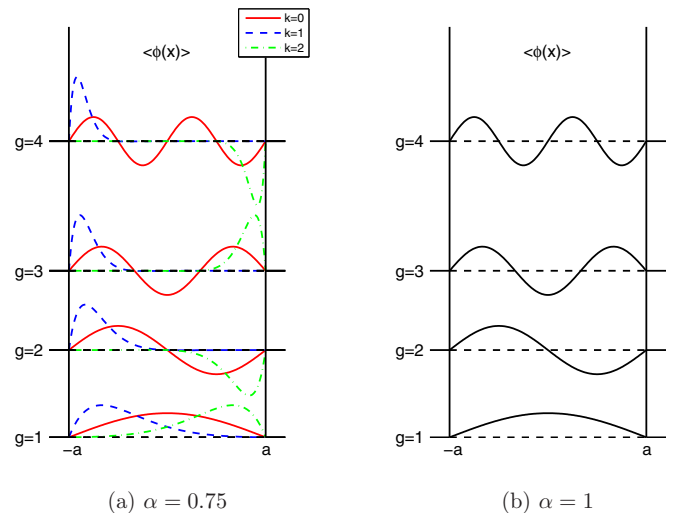 k=0
k=1
k=2
<ϕ(x)>
g=4
g=3
g=2
g=1
−a
a
(a) α = 0.75
<ϕ(x)>
g=4
g=3
g=2
g=1
−a
a
(b) α = 1